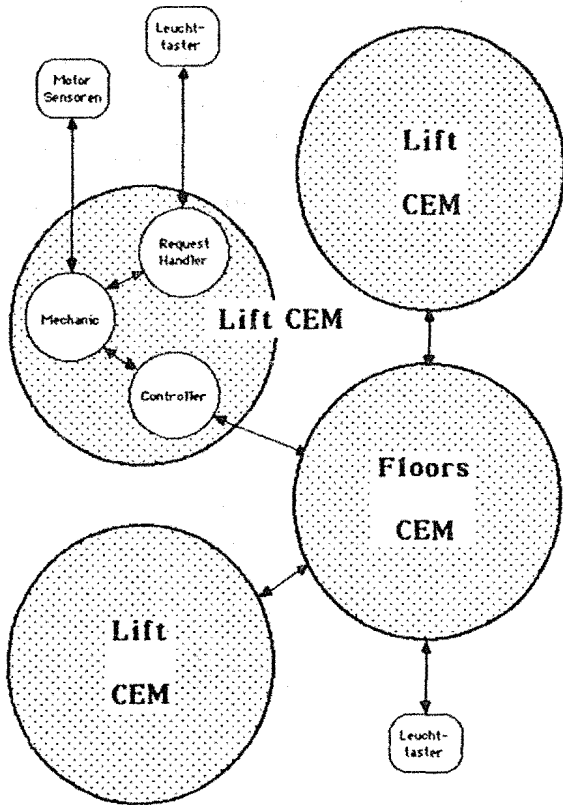 Leucht-
taster
Motor
Sensoren
Lift
CEM
Request
Handler
Mechanic
Lift CEM
Controller
Floors
CEM
Lift
CEM
Leucht-
taster